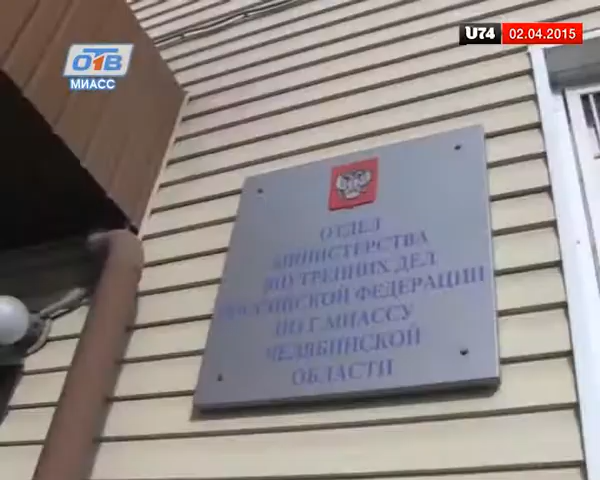 ОТВ
МИАСС
U74 02.04.2015
ОТДЕЛ
МИНИСТЕРСТВА
ВНУТРЕННИХ ДЕЛ
РОССИЙСКОЙ ФЕДЕРАЦИИ
ПО Г. МИАССУ
ЧЕЛЯБИНСКОЙ
ОБЛАСТИ